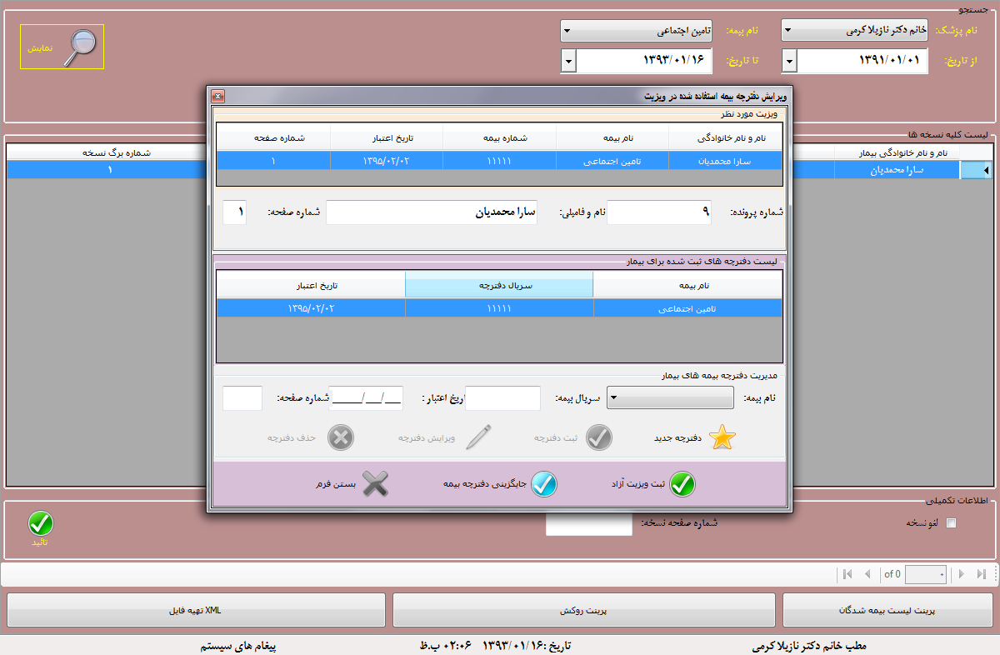 جستجو
نام پزشک: خانم دکتر نازیلا کرمی نام بیمه: تامین اجتماعی
از تاریخ: ۱۳۹۱/۰۱/۰۱ تا تاریخ: ۱۳۹۳/۰۱/۱۶
نمایش
لیست کلیه نسخه ها
نام و نام خانوادگی بیمار شماره برگ نسخه
سارا محمدیان ۱
ویرایش دفترچه بیمه استفاده شده در ویزیت
ویزیت مورد نظر
نام و نام خانوادگی نام بیمه شماره بیمه تاریخ اعتبار شماره صفحه
سارا محمدیان تامین اجتماعی ۱۱۱۱۱ ۱۳۹۵/۰۲/۰۲ ۱
شماره پرونده: ۹ نام و فامیلی: سارا محمدیان شماره صفحه: ۱
لیست دفترچه های ثبت شده برای بیمار
نام بیمه سریال دفترچه تاریخ اعتبار
تامین اجتماعی ۱۱۱۱۱ ۱۳۹۵/۰۲/۰۲
مدیریت دفترچه بیمه های بیمار
نام بیمه: سریال بیمه: اریخ اعتبار : ____/__/__ شماره صفحه:
دفترچه جدید ثبت دفترچه ویرایش دفترچه حذف دفترچه
ثبت ویزیت آزاد جایگزینی دفترچه بیمه بستن فرم
اطلاعات تکمیلی
لغو نسخه شماره صفحه نسخه:
تائید
of 0
پرینت لیست بیمه شدگان پرینت روکش تهیه فایل XML
مطب خانم دکتر نازیلا کرمی تاریخ :۱۳۹۳/۰۱/۱۶ ۰۲:۰۶ ب.ظ پیغام های سیستم